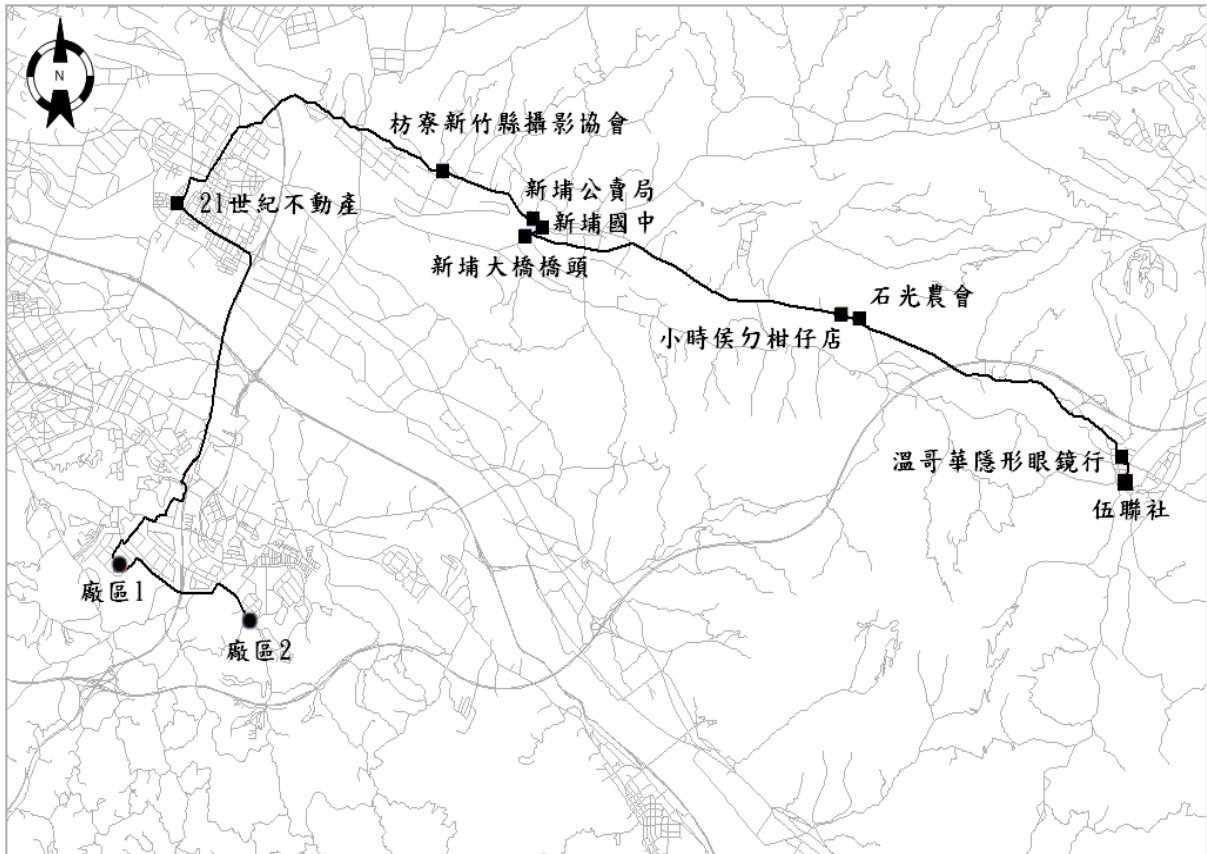 N
枋寮新竹縣攝影協會
新埔公賣局
21世紀不動產
新埔國中
新埔大橋橋頭
石光農會
小時侯ㄉ柑仔店
溫哥華隱形眼鏡行
伍聯社
廠區1
廠區2